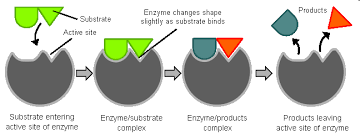 Substrate
Active site
Enzyme changes shape
slightly as substrate binds
Products
Substrate entering
active site of enzyme
Enzyme/substrate
complex
Enzyme/products
complex
Products leaving
active site of enzyme